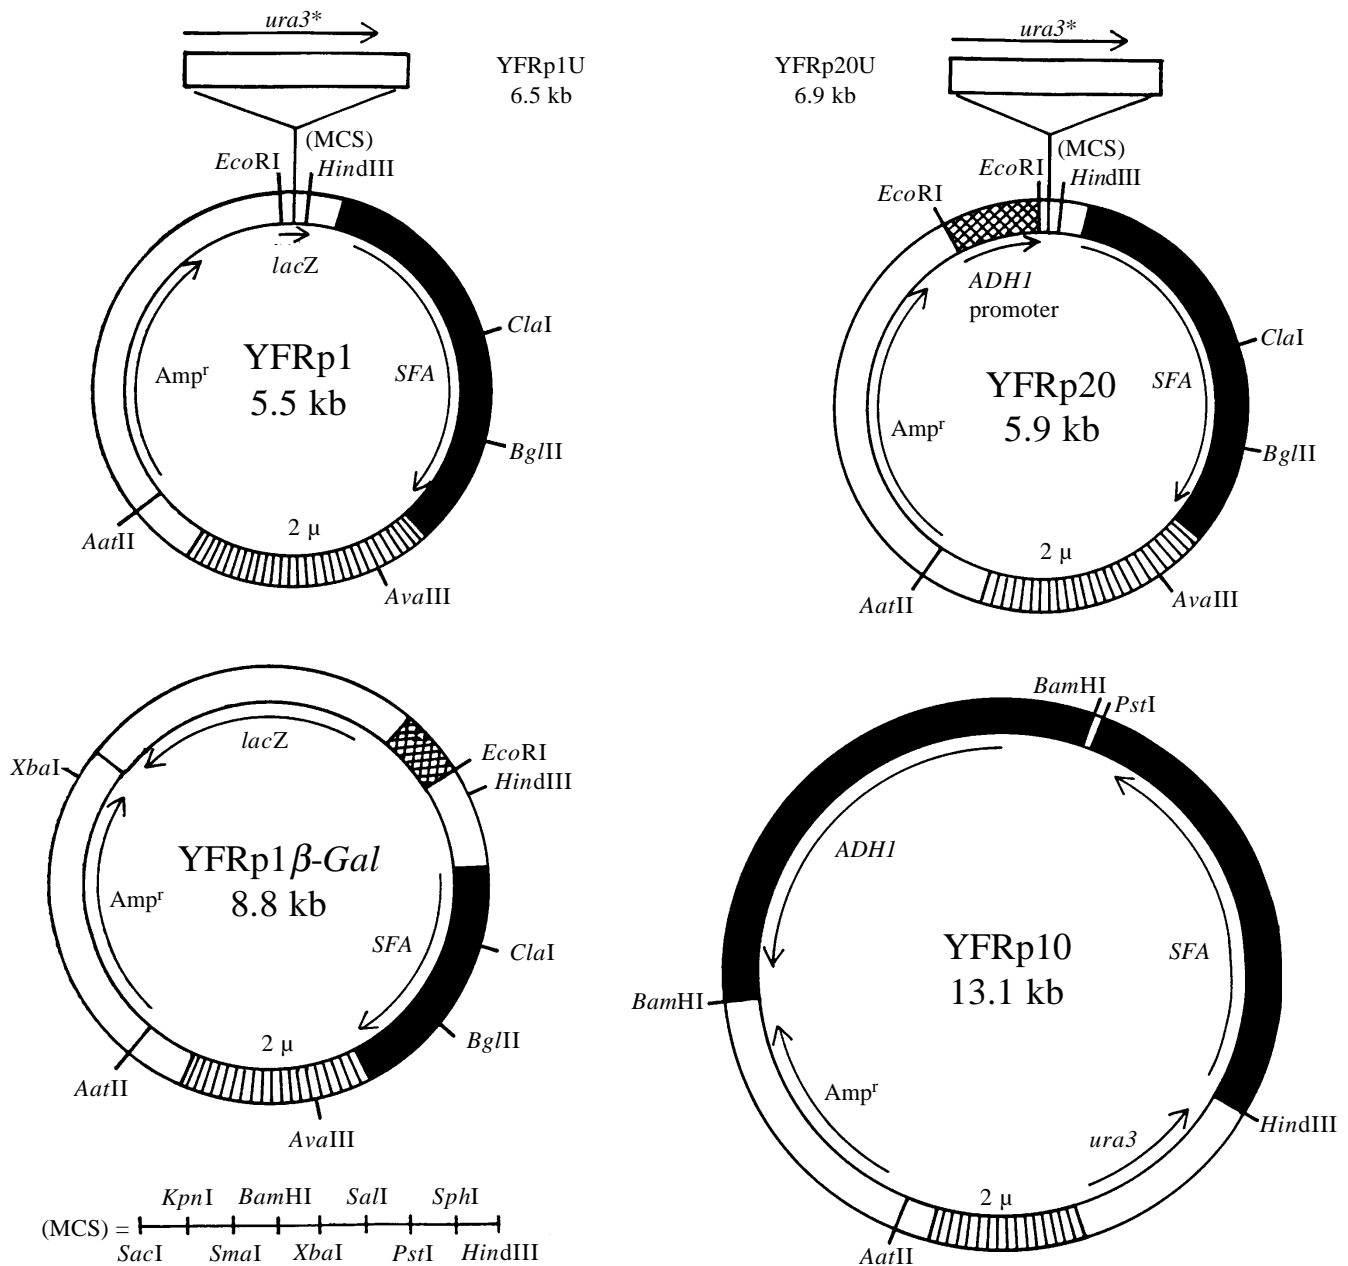 ura3*
YFRp1U
6.5 kb
(MCS)
EcoRI
HindIII
lacZ
ClaI
YFRp1
5.5 kb
Ampʳ
SFA
BglII
2 μ
AatII
AvaIII
ura3*
YFRp20U
6.9 kb
(MCS)
EcoRI
HindIII
EcoRI
ADH1
promoter
ClaI
YFRp20
5.9 kb
SFA
Ampʳ
BglII
2 μ
AatII
AvaIII
lacZ
XbaI
EcoRI
HindIII
YFRp1β-Gal
8.8 kb
Ampʳ
SFA
ClaI
BglII
2 μ
AatII
AvaIII
BamHI
PstI
ADH1
YFRp10
13.1 kb
SFA
BamHI
Ampʳ
ura3
HindIII
2 μ
AatII
KpnI BamHI SalI SphI
(MCS) =
SacI SmaI XbaI PstI HindIII